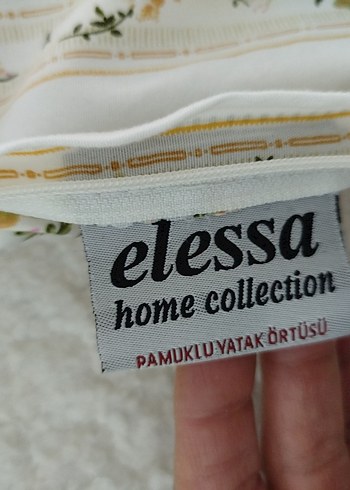 elessa
home collection
PAMUKLU YATAK ÖRTÜSÜ